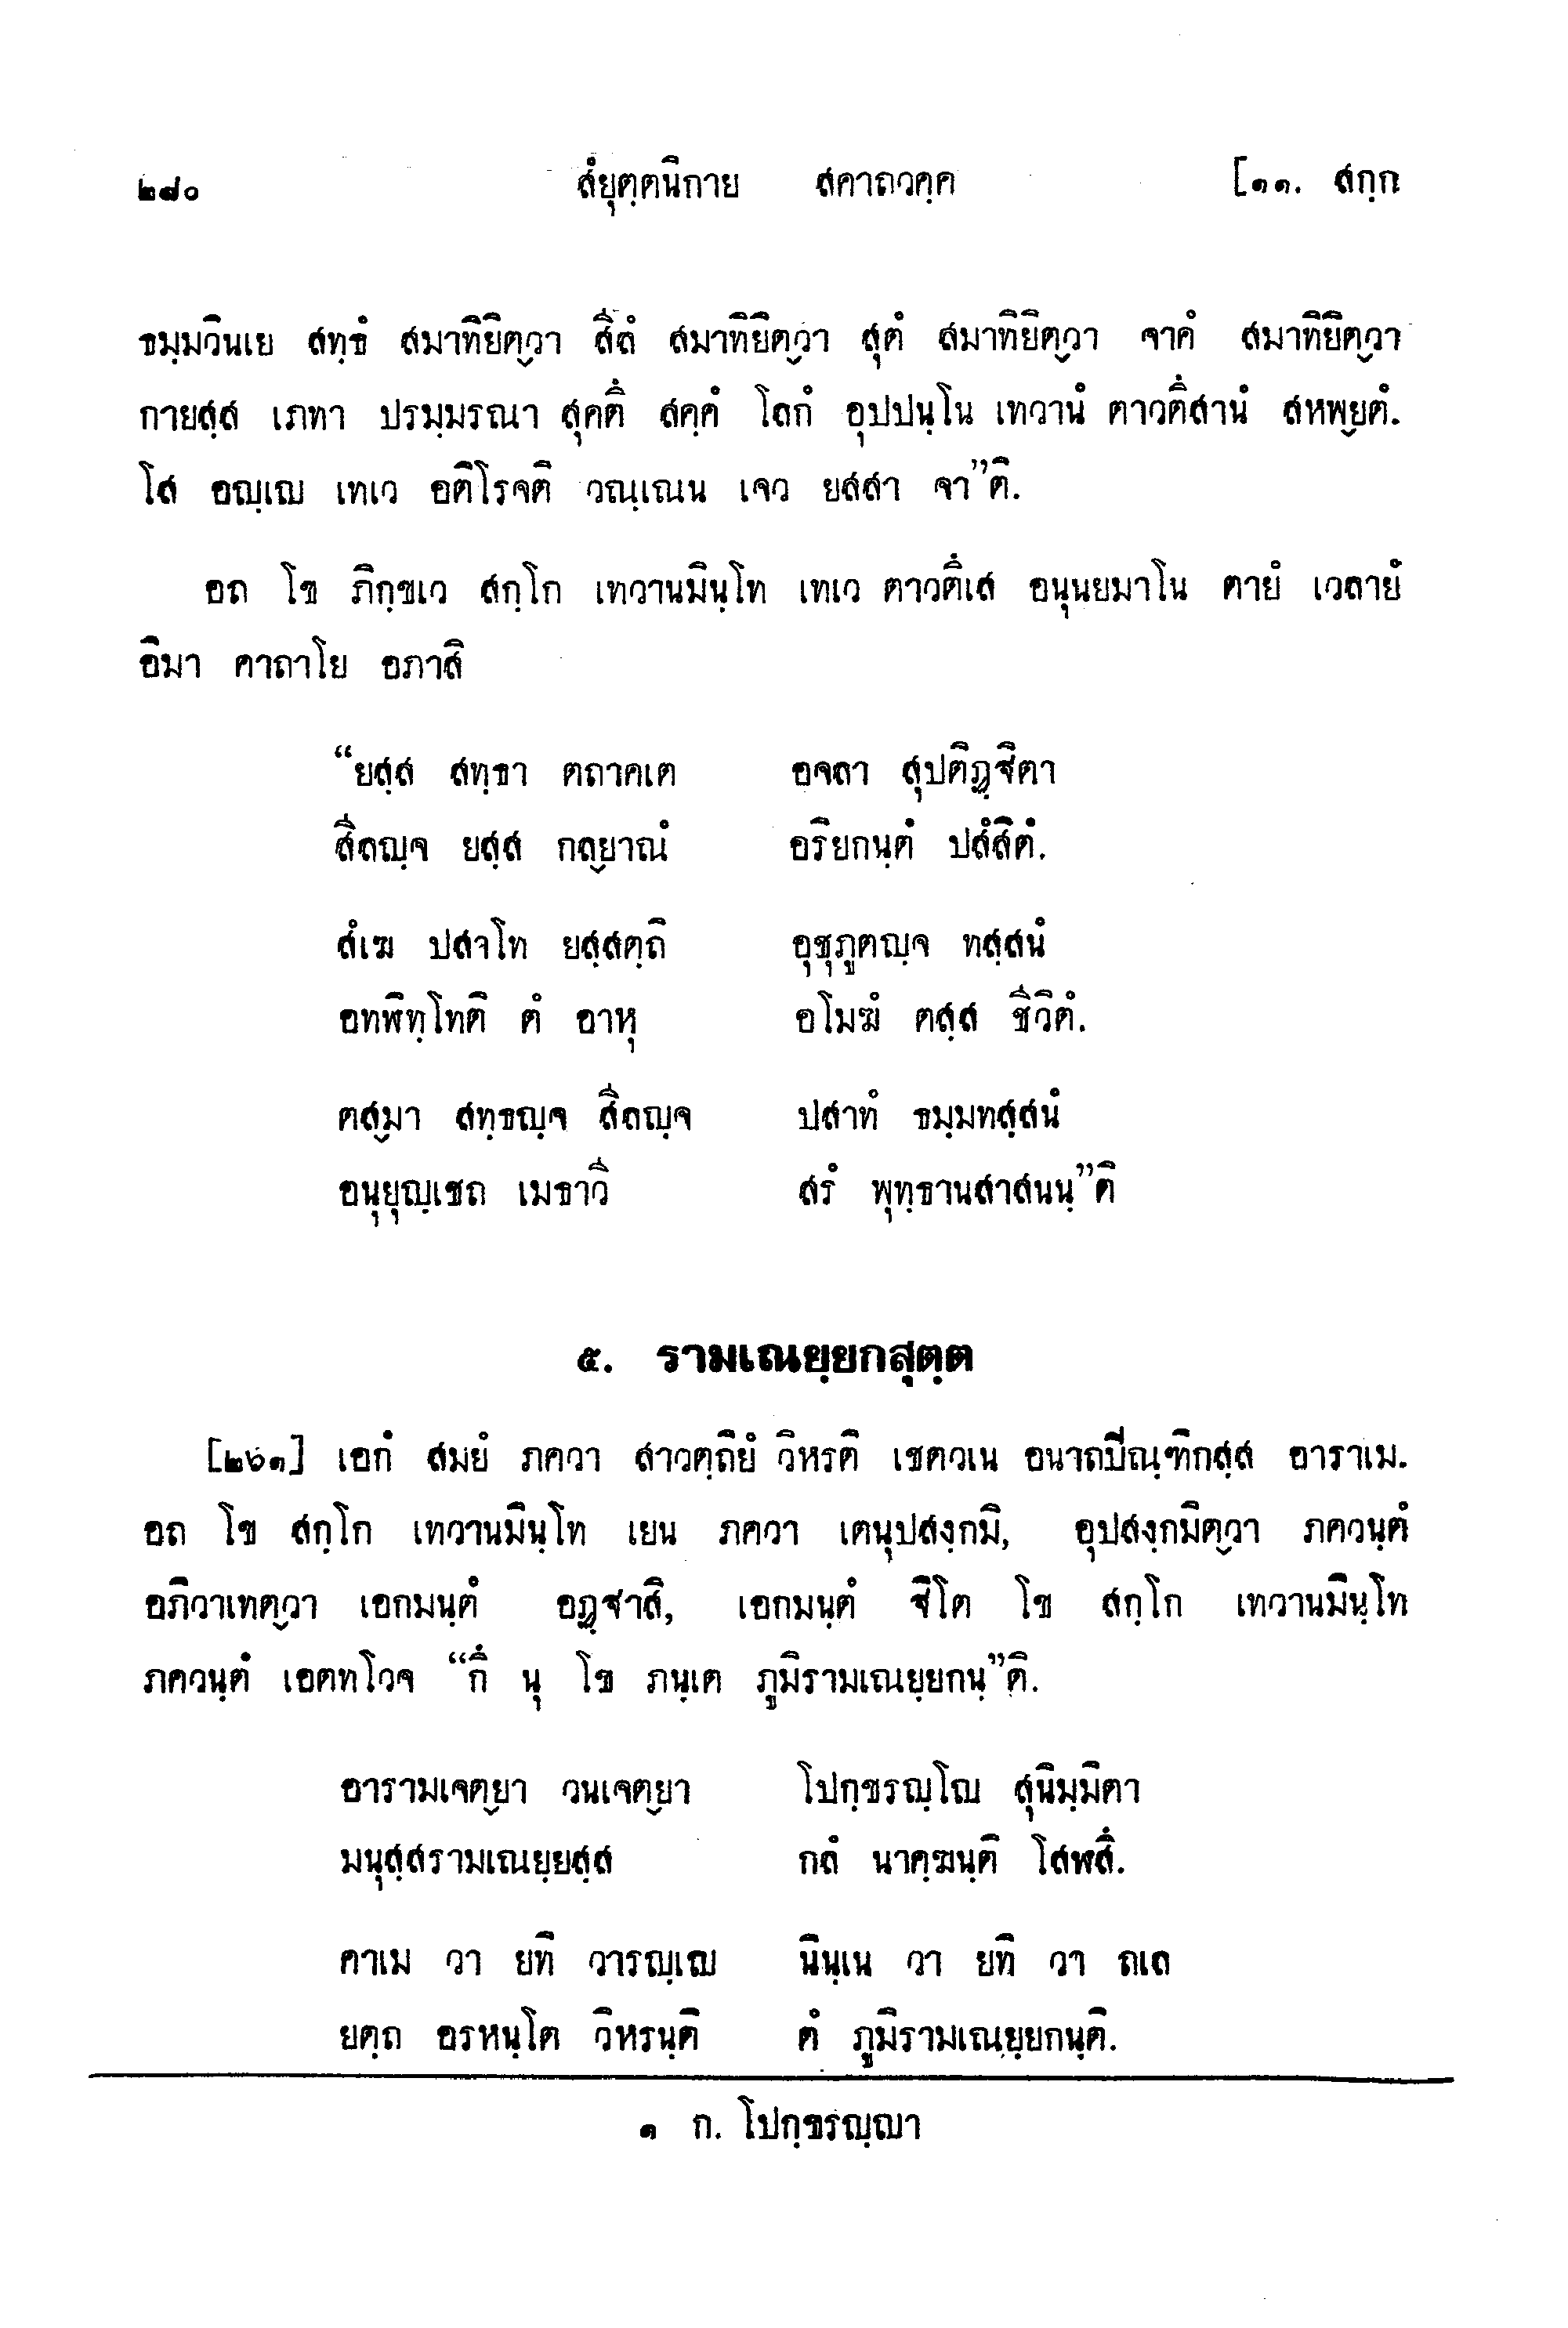 ๒๘๐ สํยุตฺตนิกาย สคาถวคฺค [๑๑. สกฺก
ธมฺมวินเย สทฺธํ สมาทิยิตฺวา สีลํ สมาทิยิตฺวา สุตํ สมาทิยิตฺวา จาคํ สมาทิยิตฺวา
กายสฺส เภทา ปรมฺมรณา สุคตึ สคฺคํ โลกํ อุปปนฺโน เทวานํ ตาวตึสานํ สหพฺยตํ.
โส อญฺเญ เทเว อติโรจติ วณฺเณน เจว ยสสา จา”ติ.
อถ โข ภิกฺขเว สกฺโก เทวานมินฺโท เทเว ตาวตึเส อนุนยมาโน ตายํ เวลายํ
อิมา คาถาโย อภาสิ
“ยสฺส สทฺธา ตถาคเต อจลา สุปติฏฺฐิตา
สีลญฺจ ยสฺส กลฺยาณํ อริยกนฺตํ ปสํสิตํ.
สํเฆ ปสาโท ยสฺสตฺถิ อุชุภูตญฺจ ทสฺสนํ
อทฬิทฺโทติ ตํ อาหุ อโมฆํ ตสฺส ชีวิตํ.
ตสฺมา สทฺธญฺจ สีลญฺจ ปสาทํ ธมฺมทสฺสนํ
อนุยุญฺเชถ เมธาวี สรํ พุทฺธานสาสนนฺ”ติ
๕. รามเณยฺยกสุตฺต
[๒๖๑] เอกํ สมยํ ภควา สาวตฺถิยํ วิหรติ เชตวเน อนาถปิณฺฑิกสฺส อาราเม.
อถ โข สกฺโก เทวานมินฺโท เยน ภควา เตนุปสงฺกมิ, อุปสงฺกมิตฺวา ภควนฺตํ
อภิวาเทตฺวา เอกมนฺตํ อฏฺฐาสิ, เอกมนฺตํ ฐิโต โข สกฺโก เทวานมินฺโท
ภควนฺตํ เอตทโวจ “กึ นุ โข ภนฺเต ภูมิรามเณยฺยกนฺ”ติ.
อารามเจตฺยา วนเจตฺยา โปกฺขรญฺโญ สุนิมฺมิตา
มนุสฺสรามเณยฺยสฺส กลํ นาคฺฆนฺติ โสฬสึ.
คาเม วา ยทิ วารญฺเญ นินฺเน วา ยทิ วา ถเล
ยตฺถ อรหนฺโต วิหรนฺติ ตํ ภูมิรามเณยฺยกนฺติ.
๑ ก. โปกฺขรญฺญา